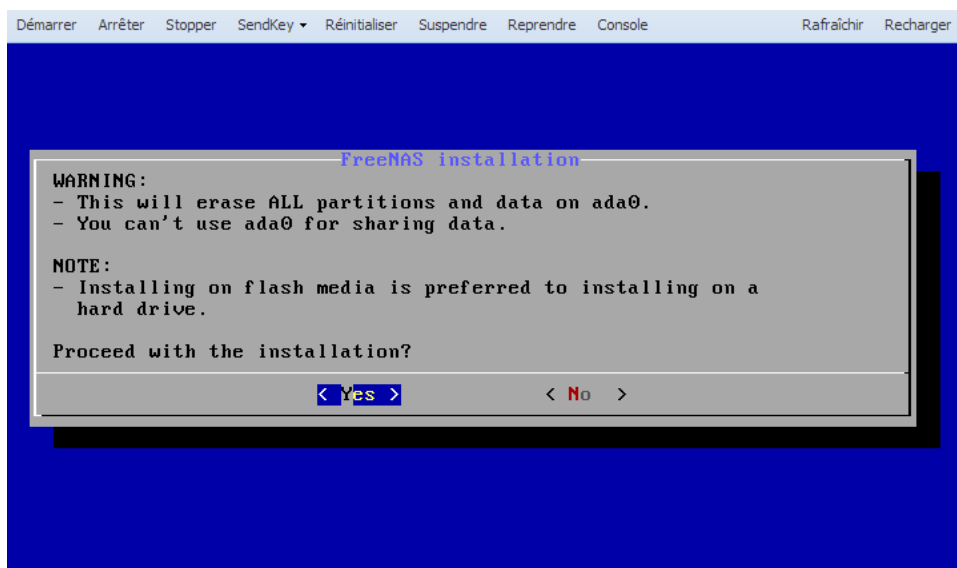 Démarrer Arrêter Stopper SendKey Réinitialiser Suspendre Reprendre Console Rafraîchir Recharger
FreeNAS installation
WARNING:
- This will erase ALL partitions and data on ada0.
- You can't use ada0 for sharing data.
NOTE:
- Installing on flash media is preferred to installing on a
hard drive.
Proceed with the installation?
< Yes > < No >